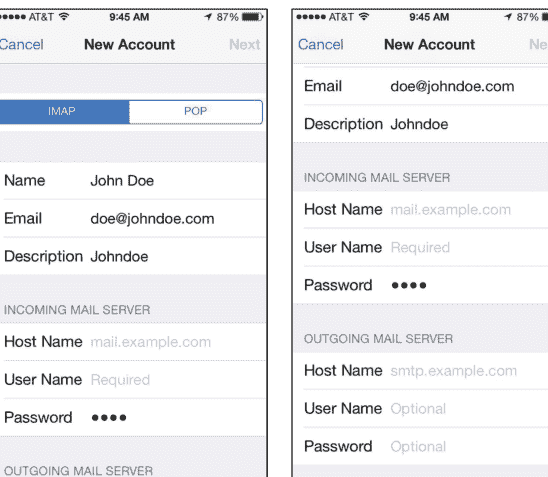 AT&T 9:45 AM 87%
Cancel New Account Next
IMAP POP
Name John Doe
Email doe@johndoe.com
Description Johndoe
INCOMING MAIL SERVER
Host Name mail.example.com
User Name Required
Password ••••
OUTGOING MAIL SERVER
AT&T 9:45 AM 87%
Cancel New Account Ne
Email doe@johndoe.com
Description Johndoe
INCOMING MAIL SERVER
Host Name mail.example.com
User Name Required
Password ••••
OUTGOING MAIL SERVER
Host Name smtp.example.com
User Name Optional
Password Optional